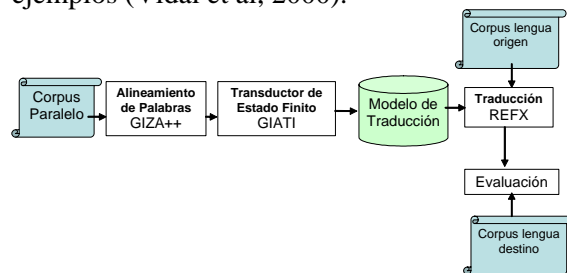 ejemplos (Vidal et al, 2006).
Corpus lengua
origen
Corpus
Paralelo
Alineamiento
de Palabras
GIZA++
Transductor de
Estado Finito
GIATI
Modelo de
Traducción
Traducción
REFX
Evaluación
Corpus lengua
destino